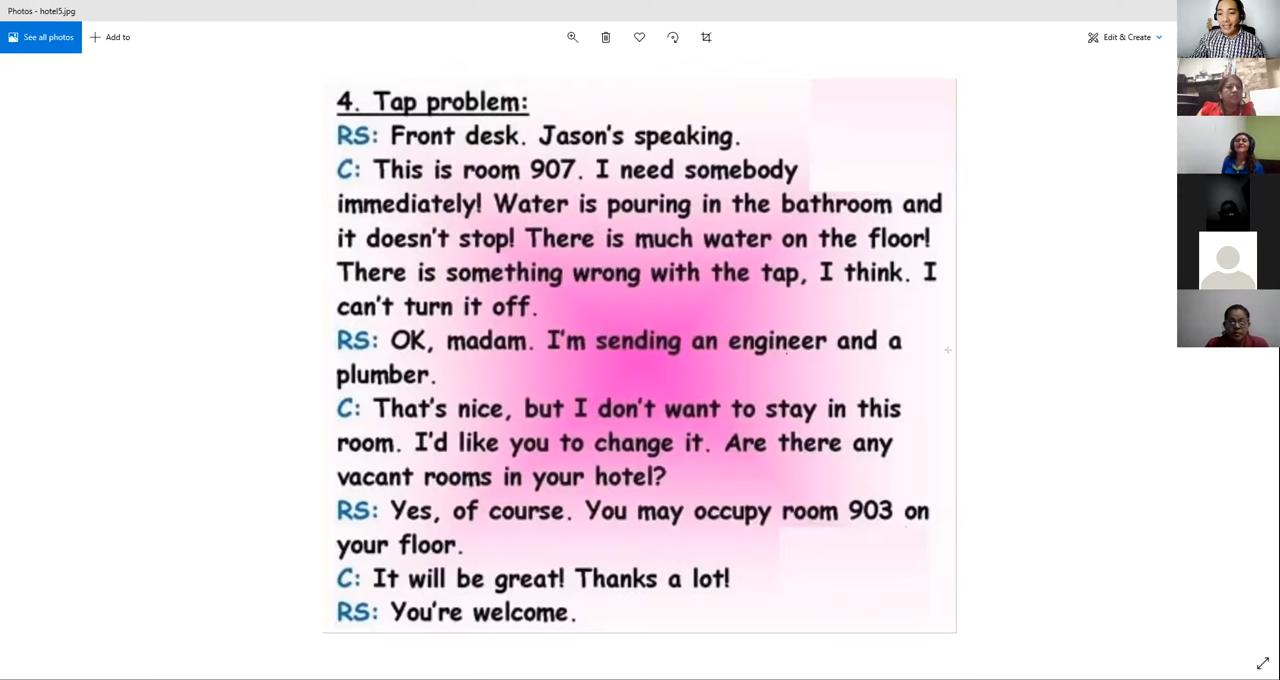 Photos - hotel5.jpg
See all photos
Add to
Edit & Create
4. Tap problem:
RS: Front desk. Jason's speaking.
C: This is room 907. I need somebody
immediately! Water is pouring in the bathroom and
it doesn't stop! There is much water on the floor!
There is something wrong with the tap, I think. I
can't turn it off.
RS: OK, madam. I'm sending an engineer and a
plumber.
C: That's nice, but I don't want to stay in this
room. I'd like you to change it. Are there any
vacant rooms in your hotel?
RS: Yes, of course. You may occupy room 903 on
your floor.
C: It will be great! Thanks a lot!
RS: You're welcome.